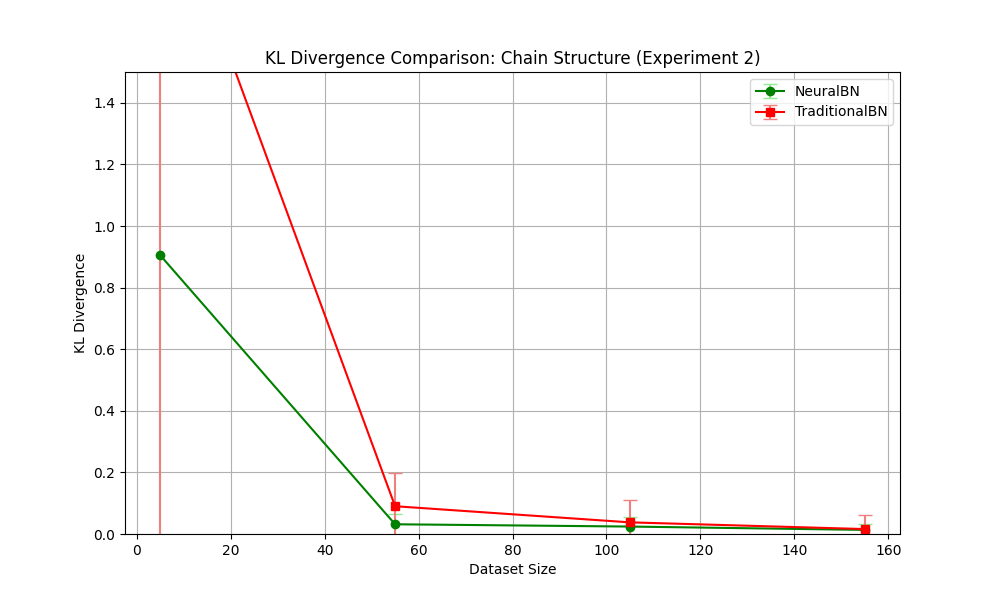 KL Divergence Comparison: Chain Structure (Experiment 2)
NeuralBN
TraditionalBN
KL Divergence
1.4
1.2
1.0
0.8
0.6
0.4
0.2
0.0
0 20 40 60 80 100 120 140 160
Dataset Size